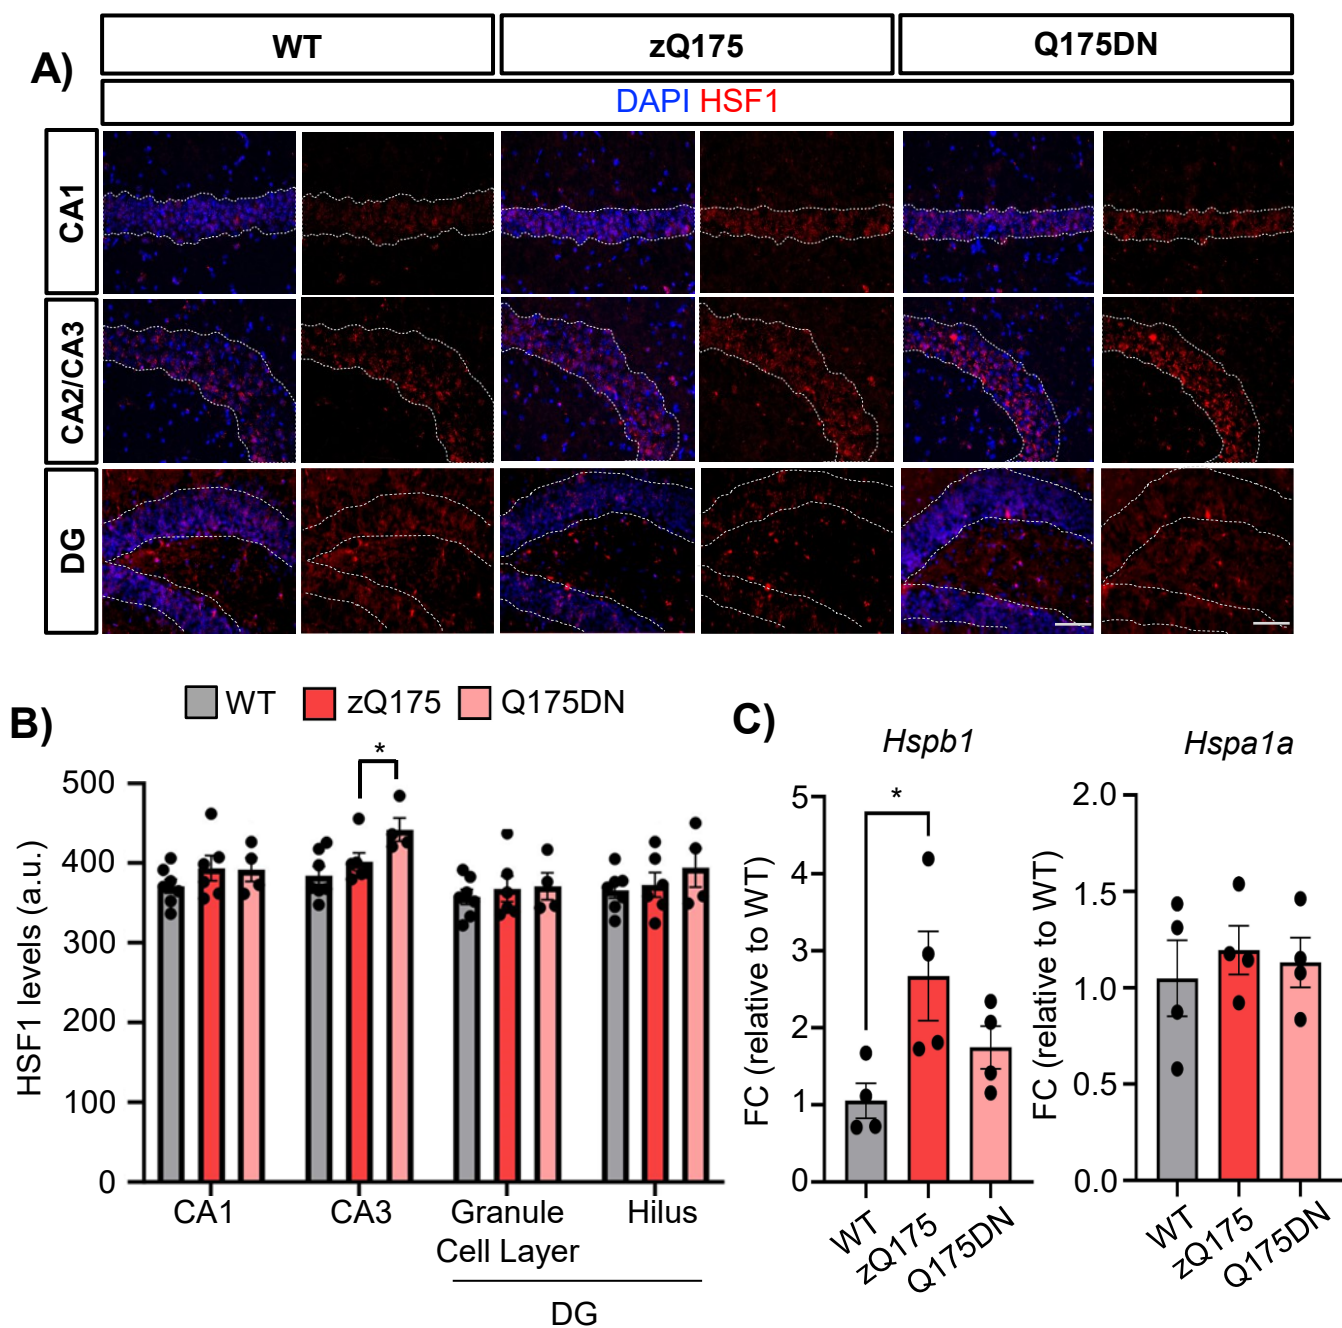 A)
WT
zQ175
Q175DN
DAPI HSF1
CA1
CA2/CA3
DG
B)
WT
zQ175
Q175DN
*
HSF1 levels (a.u.)
500
400
300
200
100
0
CA1
CA3
Granule
Cell Layer
Hilus
DG
C)
Hspb1
*
FC (relative to WT)
5
4
3
2
1
0
WT
zQ175
Q175DN
Hspa1a
FC (relative to WT)
2.0
1.5
1.0
0.5
0.0
WT
zQ175
Q175DN